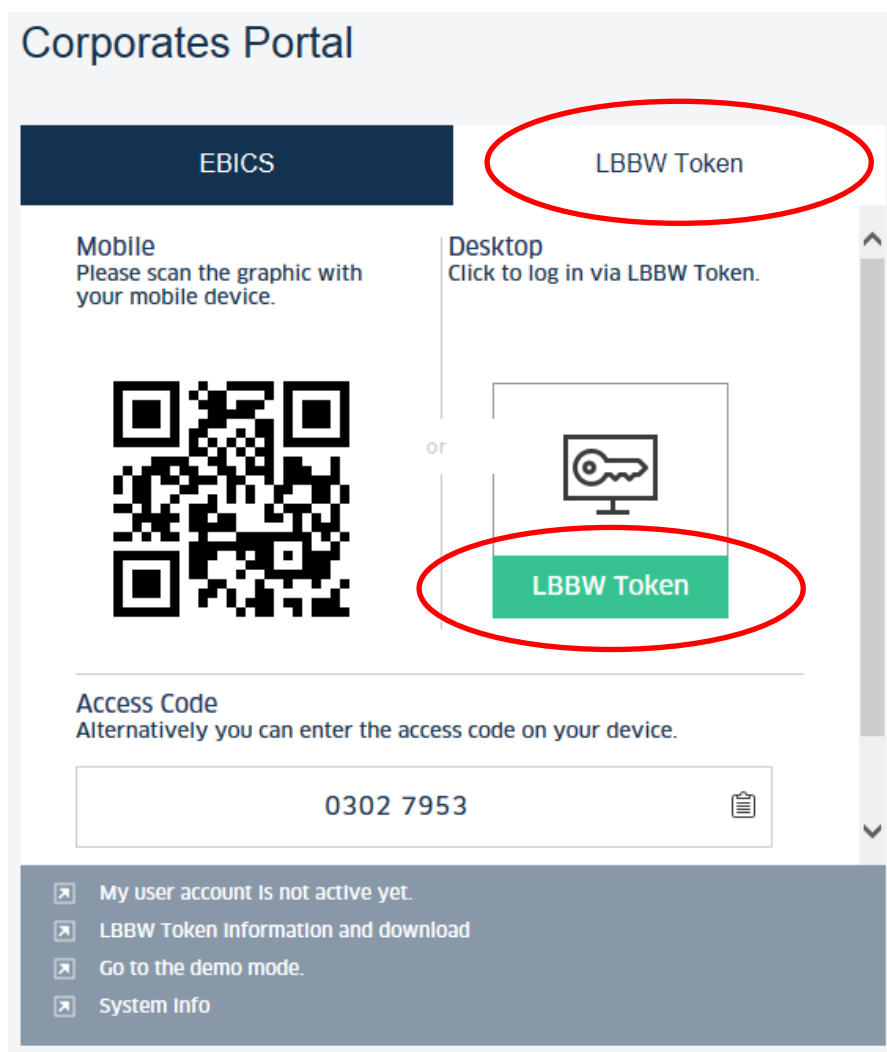 Corporates Portal
EBICS
LBBW Token
Mobile
Please scan the graphic with
your mobile device.
Desktop
Click to log in via LBBW Token.
or
LBBW Token
Access Code
Alternatively you can enter the access code on your device.
0302 7953
My user account is not active yet.
LBBW Token Information and download
Go to the demo mode.
System Info